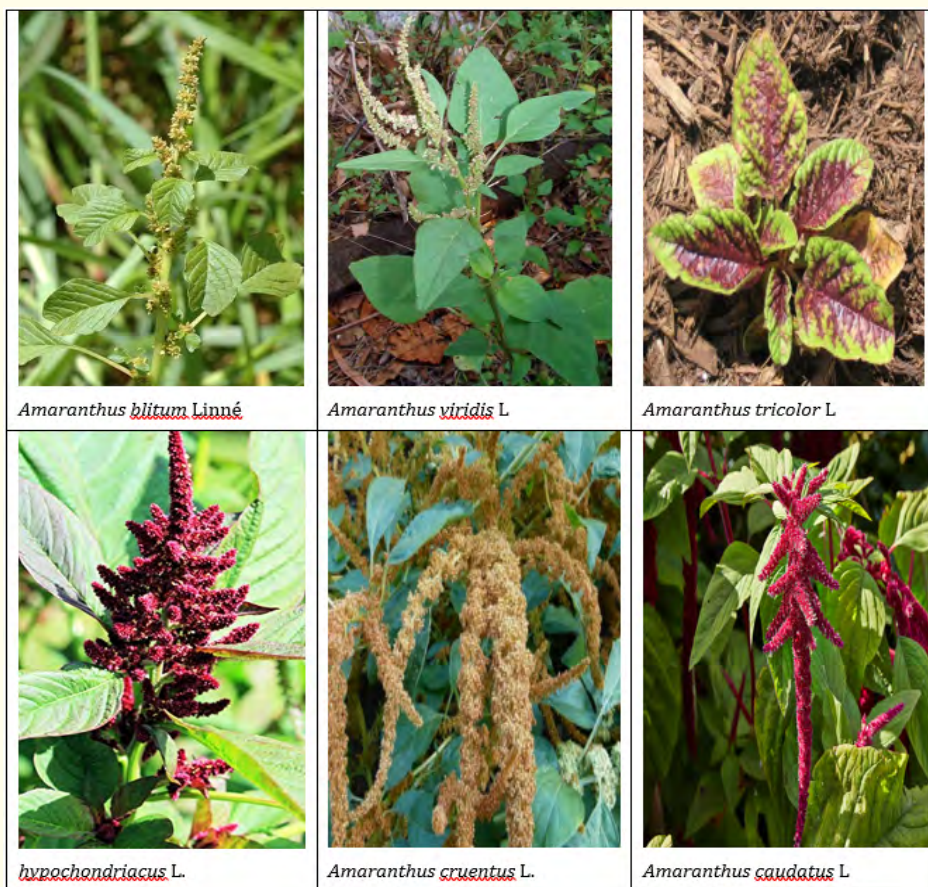 Amaranthus blitum Linné
Amaranthus viridis L
Amaranthus tricolor L
hypochondriacus L.
Amaranthus cruentus L.
Amaranthus caudatus L